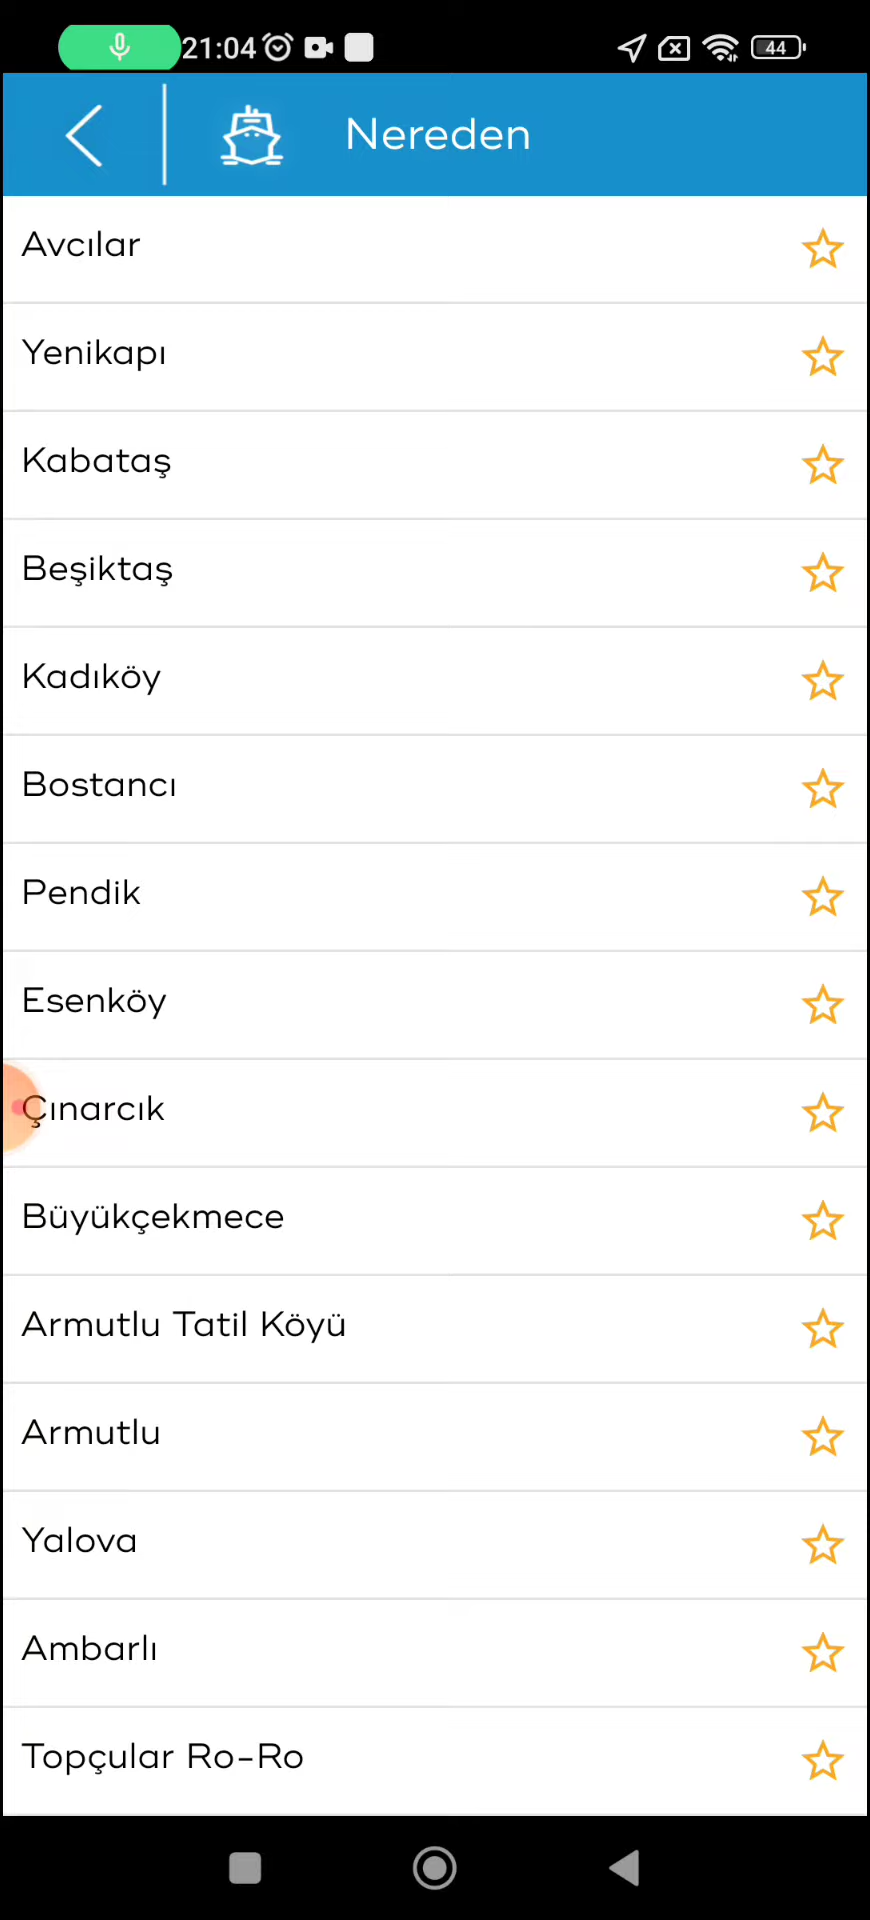 21:04
44
Nereden
Avcılar
Yenikapı
Kabataş
Beşiktaş
Kadıköy
Bostancı
Pendik
Esenköy
Çınarcık
Büyükçekmece
Armutlu Tatil Köyü
Armutlu
Yalova
Ambarlı
Topçular Ro-Ro